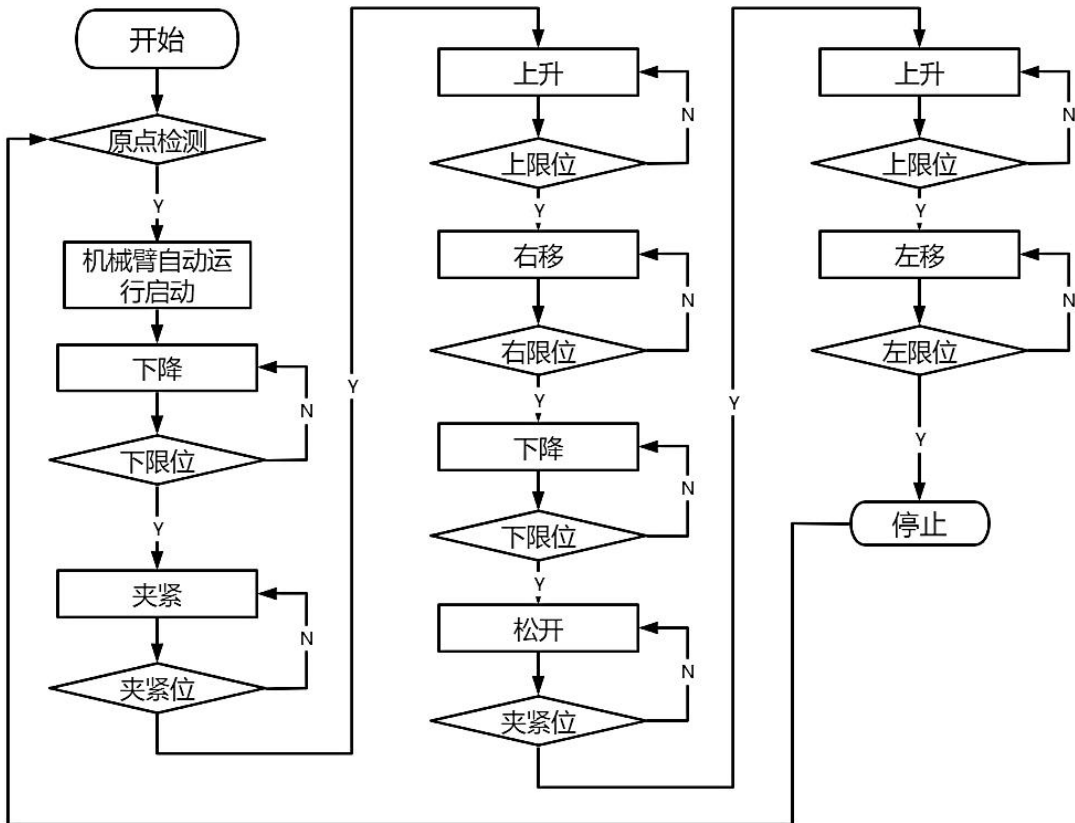 开始
原点检测
Y
机械臂自动运
行启动
下降
N
下限位
Y
夹紧
N
夹紧位
Y
上升
N
上限位
Y
右移
N
右限位
Y
下降
N
下限位
Y
松开
N
夹紧位
Y
上升
N
上限位
Y
左移
N
左限位
Y
停止